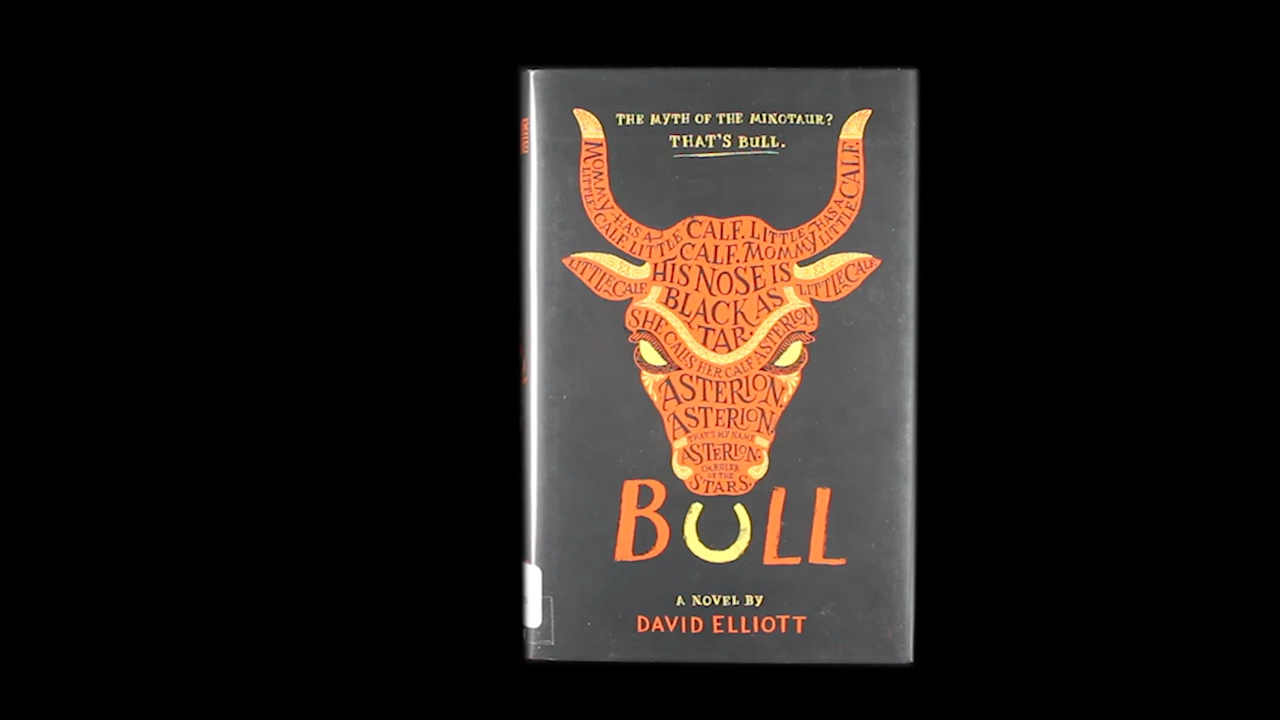 THE MYTH OF THE MINOTAUR?
THAT'S BULL.
MOMMY HAS A LITTLE CALF, LITTLE CALF, LITTLE CALF.
MOMMY HAS A LITTLE CALF.
LITTLE CALF.
LITTLE CALF.
HIS NOSE IS
BLACK AS
TAR.
SHE CALLS HER CALF ASTERION
ASTERION.
ASTERION.
THAT'S MY NAME
ASTERION.
I'M RULER
OF THE
STARS.
BULL
A NOVEL BY
DAVID ELLIOTT